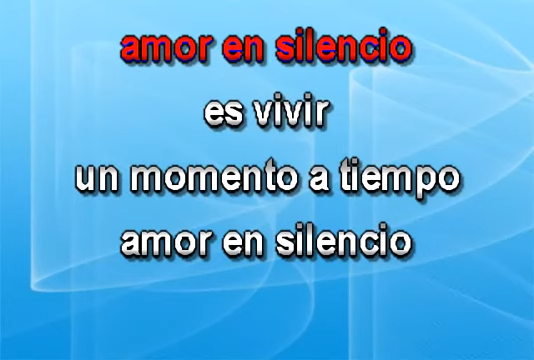 amor en silencio
es vivir
un momento a tiempo
amor en silencio